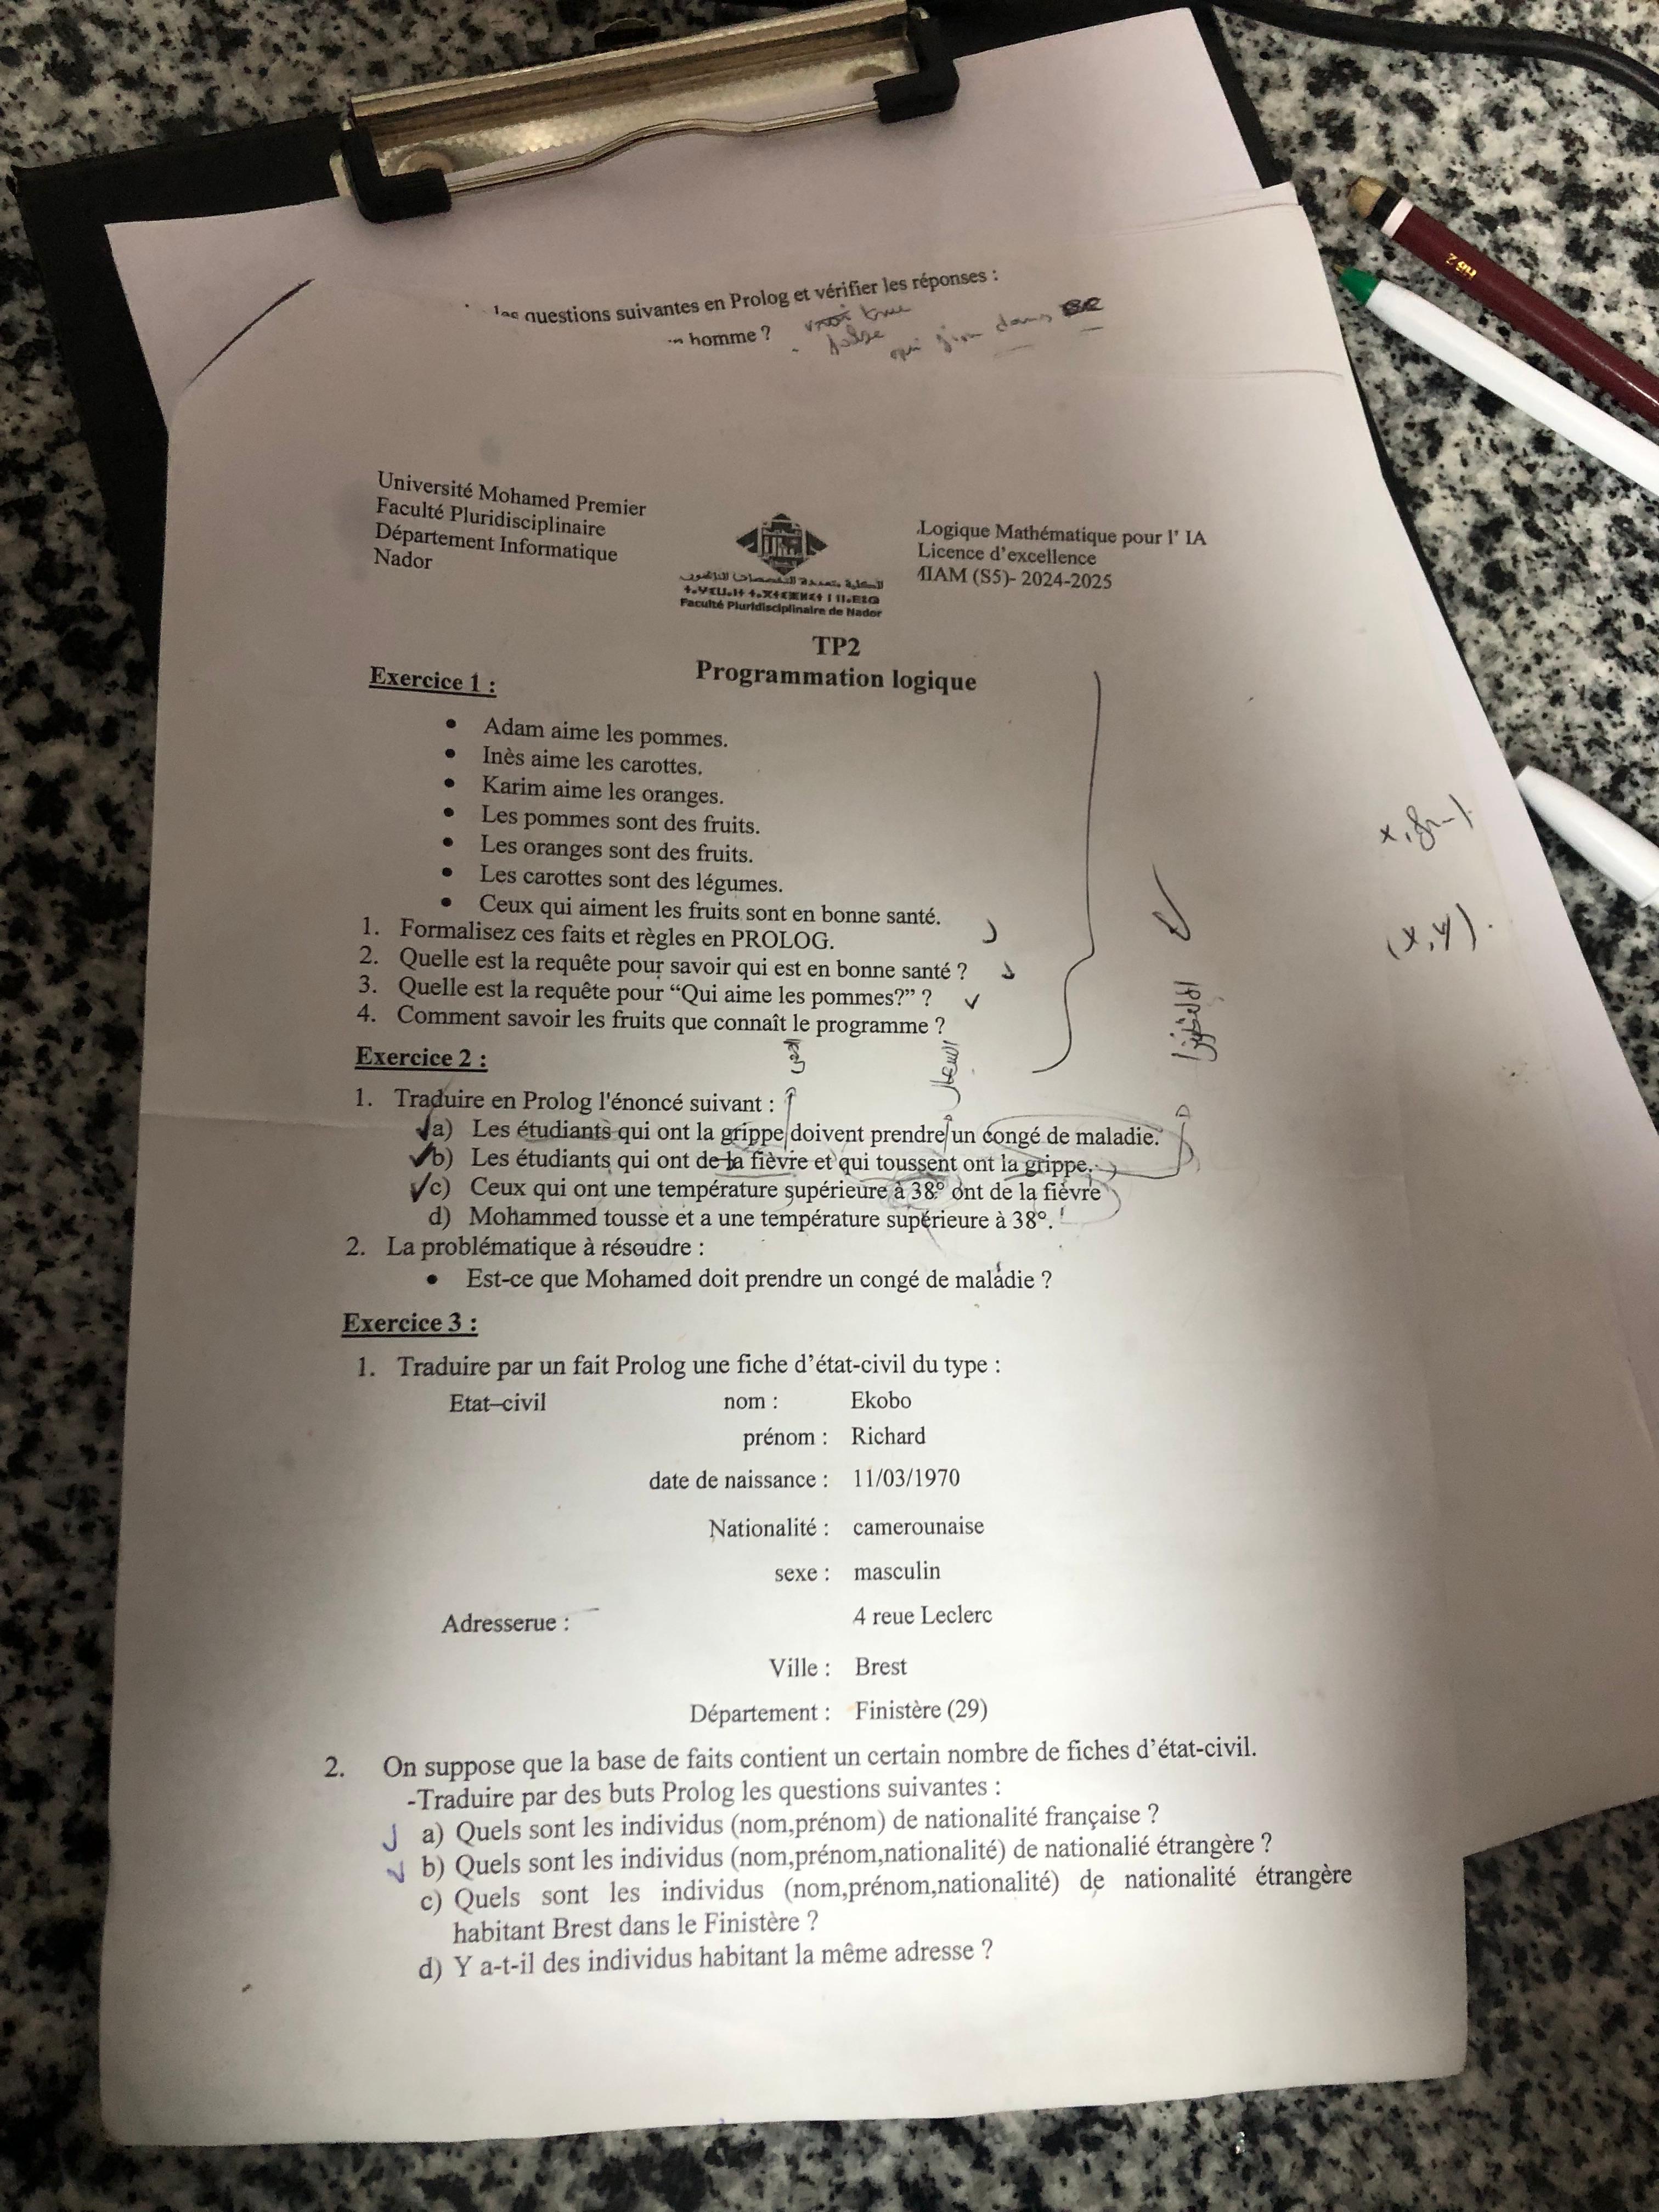 questions suivantes en Prolog et vérifier les réponses :
homme ? true
false
qui dans
Université Mohamed Premier
Faculté Pluridisciplinaire
Département Informatique
Nador
الكلية متعددة التخصصات الناظور
Faculté Pluridisciplinaire de Nador
Logique Mathématique pour l' IA
Licence d'excellence
MIAM (S5)- 2024-2025
TP2
Programmation logique
Exercice 1 :
• Adam aime les pommes.
• Inès aime les carottes.
• Karim aime les oranges.
• Les pommes sont des fruits.
• Les oranges sont des fruits.
• Les carottes sont des légumes.
• Ceux qui aiment les fruits sont en bonne santé.
1. Formalisez ces faits et règles en PROLOG.
2. Quelle est la requête pour savoir qui est en bonne santé ?
3. Quelle est la requête pour “Qui aime les pommes?” ?
4. Comment savoir les fruits que connaît le programme ?
(x,y).
Exercice 2 :
السعال
1. Traduire en Prolog l'énoncé suivant :
a) Les étudiants qui ont la grippe doivent prendre un congé de maladie.
b) Les étudiants qui ont de la fièvre et qui toussent ont la grippe.
c) Ceux qui ont une température supérieure à 38° ont de la fièvre
d) Mohammed tousse et a une température supérieure à 38°.
2. La problématique à résoudre :
• Est-ce que Mohamed doit prendre un congé de maladie ?
Exercice 3 :
1. Traduire par un fait Prolog une fiche d'état-civil du type :
Etat–civil nom : Ekobo
prénom : Richard
date de naissance : 11/03/1970
Nationalité : camerounaise
sexe : masculin
Adresserue : 4 reue Leclerc
Ville : Brest
Département : Finistère (29)
2. On suppose que la base de faits contient un certain nombre de fiches d'état-civil.
-Traduire par des buts Prolog les questions suivantes :
a) Quels sont les individus (nom,prénom) de nationalité française ?
b) Quels sont les individus (nom,prénom,nationalité) de nationalié étrangère ?
c) Quels sont les individus (nom,prénom,nationalité) de nationalité étrangère
habitant Brest dans le Finistère ?
d) Y a-t-il des individus habitant la même adresse ?